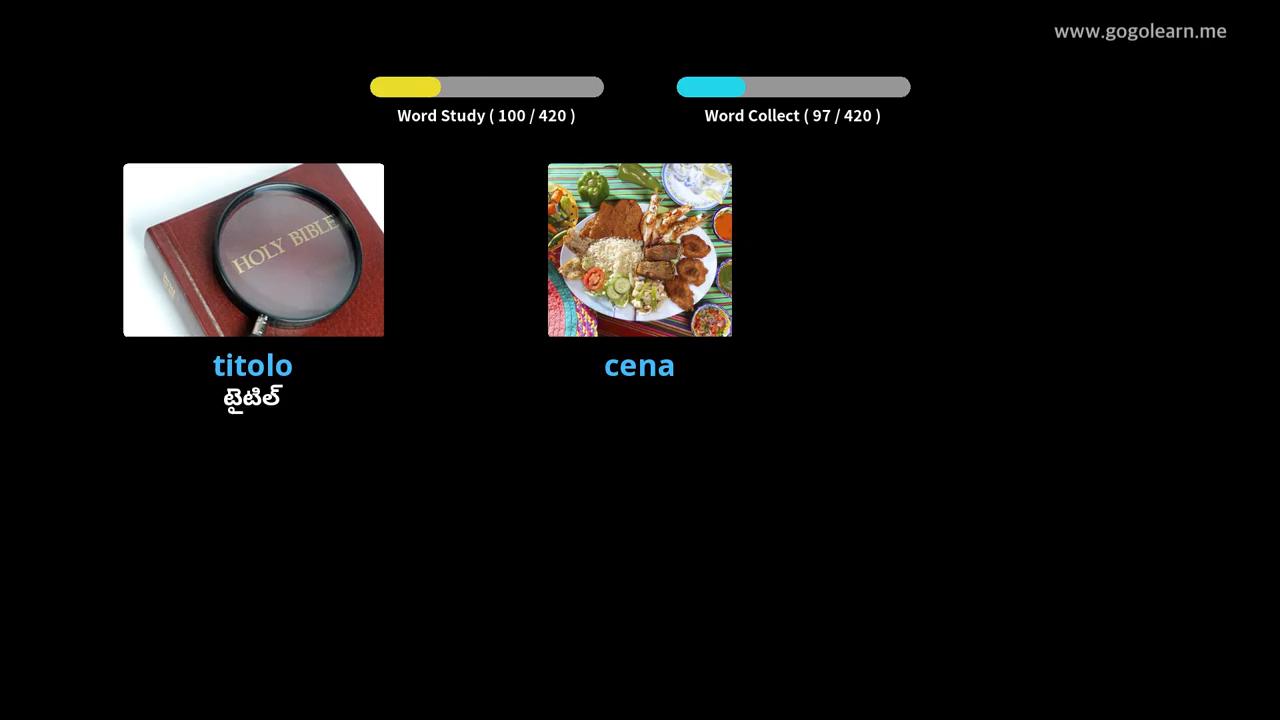 www.gogolearn.me
Word Study ( 100 / 420 )
Word Collect ( 97 / 420 )
HOLY BIBLE
titolo
టైటిల్
cena